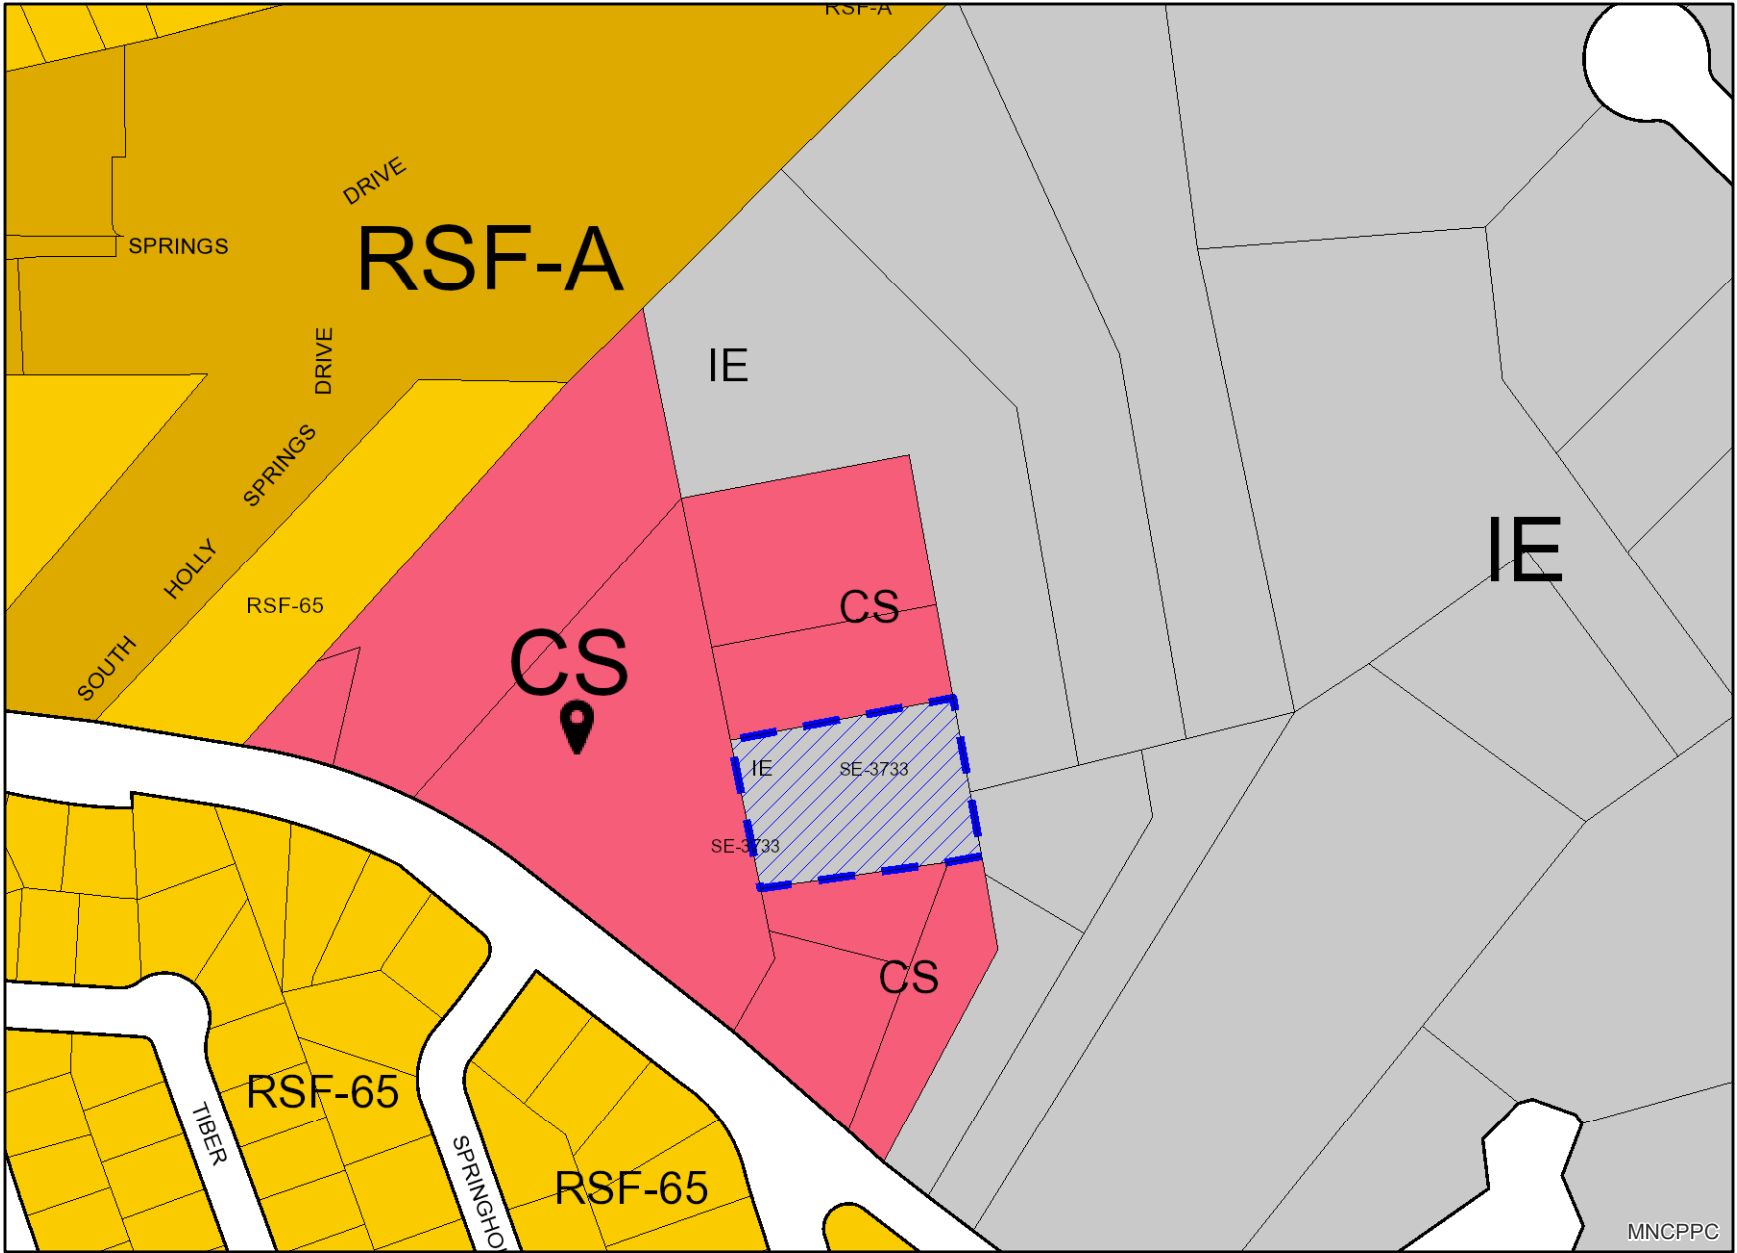 RSF-A
DRIVE
SPRINGS
RSF-A
DRIVE
IE
SPRINGS
IE
HOLLY
RSF-65
CS
SOUTH
CS
IE
SE-3733
SE-3733
CS
RSF-65
TIBER
SPRINGHO
RSF-65
MNCPPC